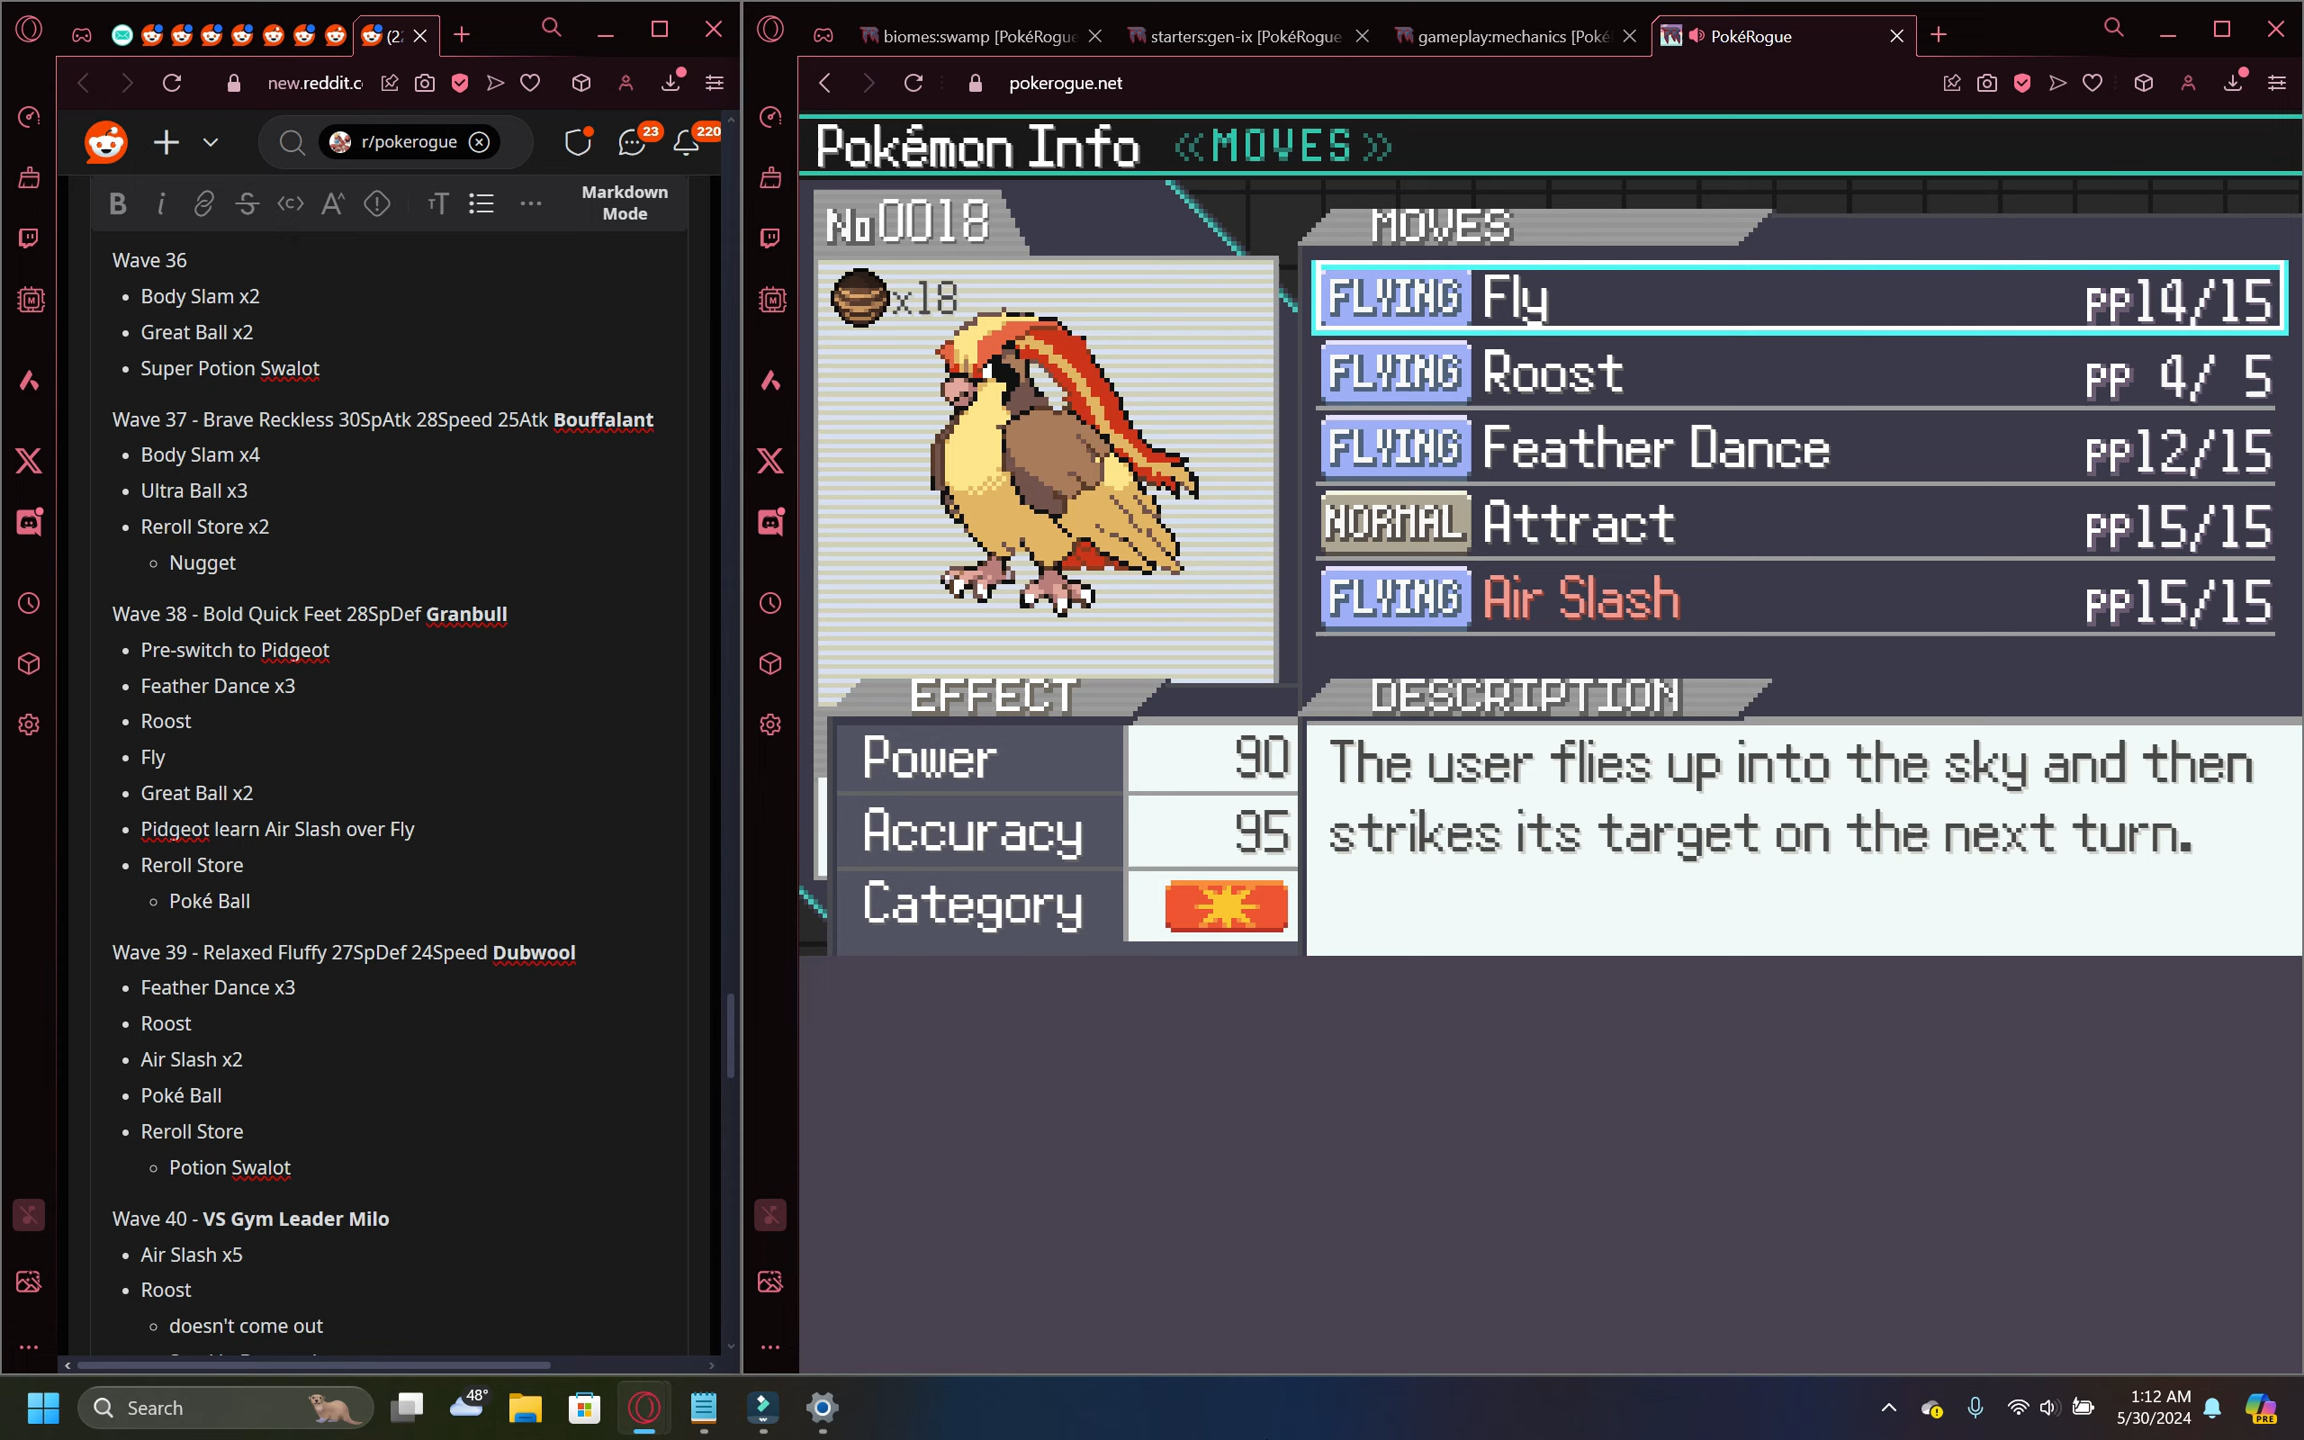 (2
new.reddit.c
r/pokerogue
23
220
Markdown
Mode
Wave 36
Body Slam x2
Great Ball x2
Super Potion Swalot
Wave 37 - Brave Reckless 30SpAtk 28Speed 25Atk Bouffalant
Body Slam x4
Ultra Ball x3
Reroll Store x2
Nugget
Wave 38 - Bold Quick Feet 28SpDef Granbull
Pre-switch to Pidgeot
Feather Dance x3
Roost
Fly
Great Ball x2
Pidgeot learn Air Slash over Fly
Reroll Store
Poké Ball
Wave 39 - Relaxed Fluffy 27SpDef 24Speed Dubwool
Feather Dance x3
Roost
Air Slash x2
Poké Ball
Reroll Store
Potion Swalot
Wave 40 - VS Gym Leader Milo
Air Slash x5
Roost
doesn't come out
biomes:swamp [PokéRogue
starters:gen-ix [PokéRogue
gameplay:mechanics [Poké
PokéRogue
pokerogue.net
Pokémon Info «MOVES»
No0018
x18
MOVES
FLYING Fly PP14/15
FLYING Roost PP 4/ 5
FLYING Feather Dance PP12/15
NORMAL Attract PP15/15
FLYING Air Slash PP15/15
EFFECT
Power 90
Accuracy 95
Category
DESCRIPTION
The user flies up into the sky and then
strikes its target on the next turn.
Search
48°
1:12 AM
5/30/2024
PRE